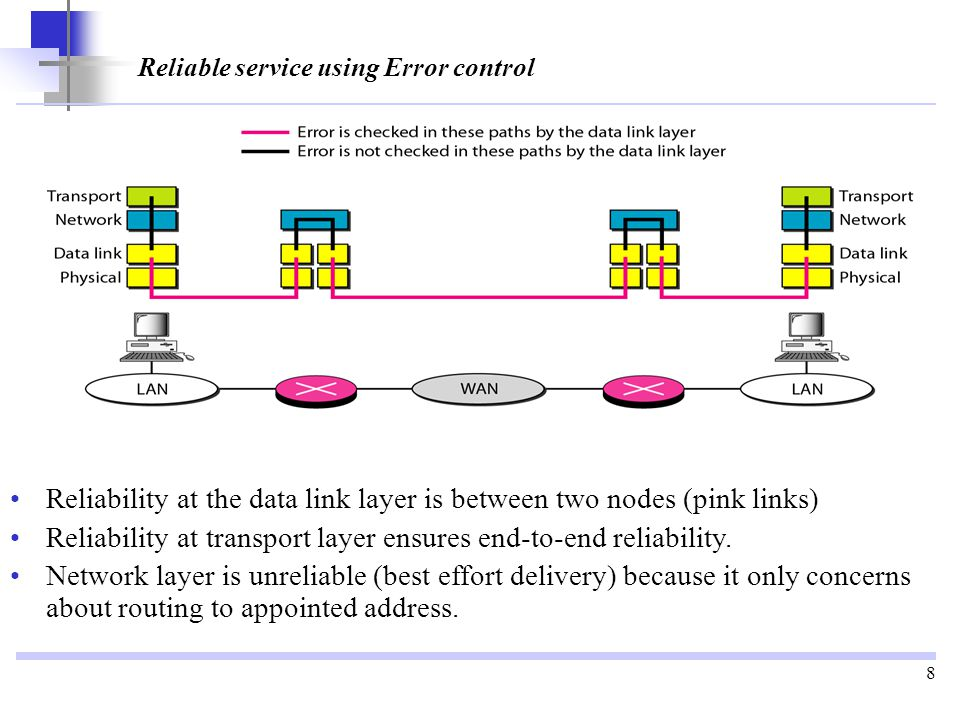 Reliable service using Error control
Error is checked in these paths by the data link layer
Error is not checked in these paths by the data link layer
Transport
Transport
Network
Network
Data link
Data link
Physical
Physical
LAN
WAN
LAN
• Reliability at the data link layer is between two nodes (pink links)
• Reliability at transport layer ensures end-to-end reliability.
• Network layer is unreliable (best effort delivery) because it only concerns
about routing to appointed address.
8